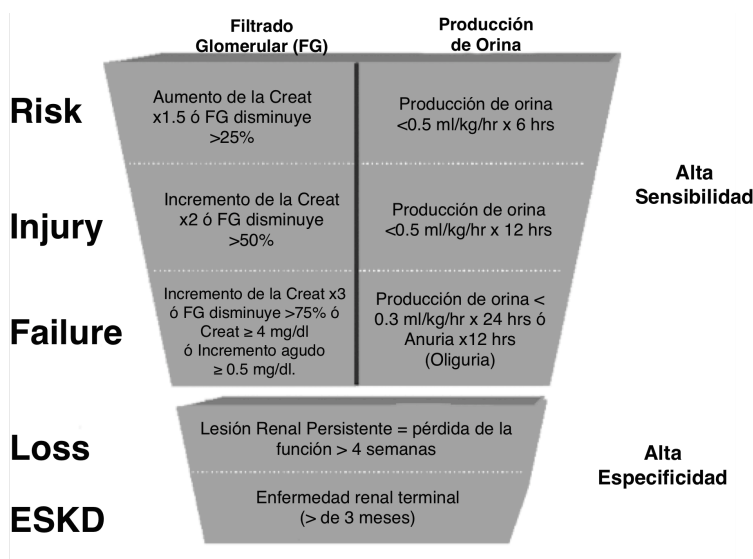 Filtrado
Glomerular (FG)
Producción
de Orina
Risk
Aumento de la Creat
x1.5 ó FG disminuye
>25%
Producción de orina
<0.5 ml/kg/hr x 6 hrs
Alta
Sensibilidad
Injury
Incremento de la Creat
x2 ó FG disminuye
>50%
Producción de orina
<0.5 ml/kg/hr x 12 hrs
Failure
Incremento de la Creat x3
ó FG disminuye >75% ó
Creat ≥ 4 mg/dl
ó Incremento agudo
≥ 0.5 mg/dl.
Producción de orina <
0.3 ml/kg/hr x 24 hrs ó
Anuria x12 hrs
(Oliguria)
Loss
Lesión Renal Persistente = pérdida de la
función > 4 semanas
Alta
Especificidad
ESKD
Enfermedad renal terminal
(> de 3 meses)